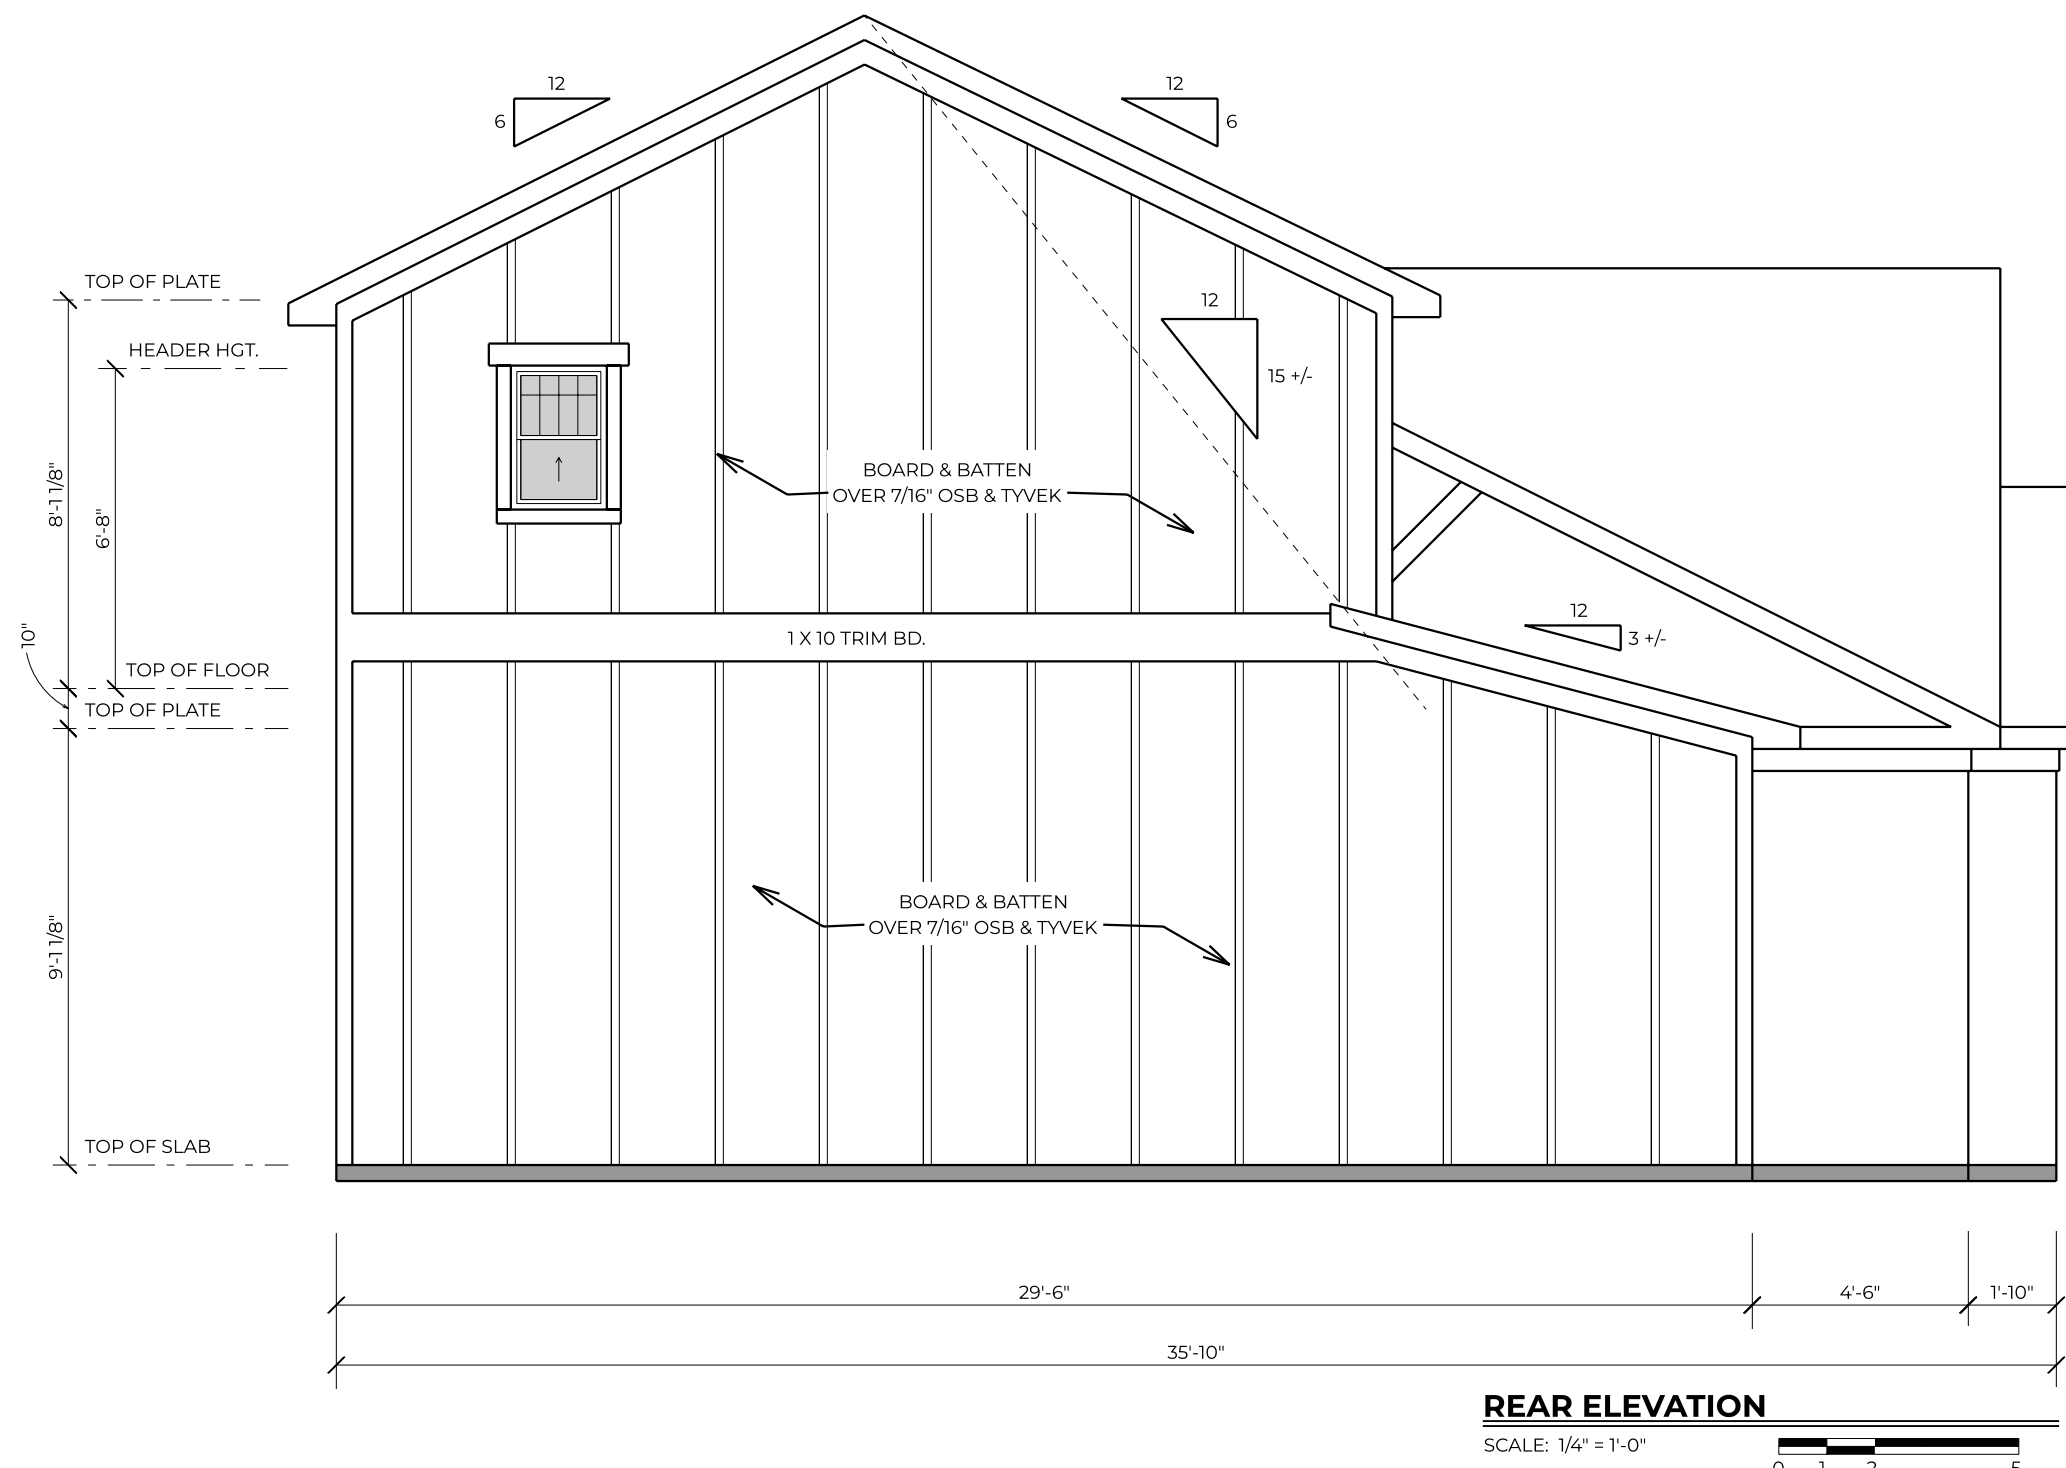 12
6
12
6
TOP OF PLATE
12
15 +/-
HEADER HGT.
8'-1 1/8"
6'-8"
BOARD & BATTEN
OVER 7/16" OSB & TYVEK
12
3 +/-
10"
1 X 10 TRIM BD.
TOP OF FLOOR
TOP OF PLATE
9'-1 1/8"
BOARD & BATTEN
OVER 7/16" OSB & TYVEK
TOP OF SLAB
29'-6"
4'-6"
1'-10"
35'-10"
REAR ELEVATION
SCALE: 1/4" = 1'-0"
0 1 2 5